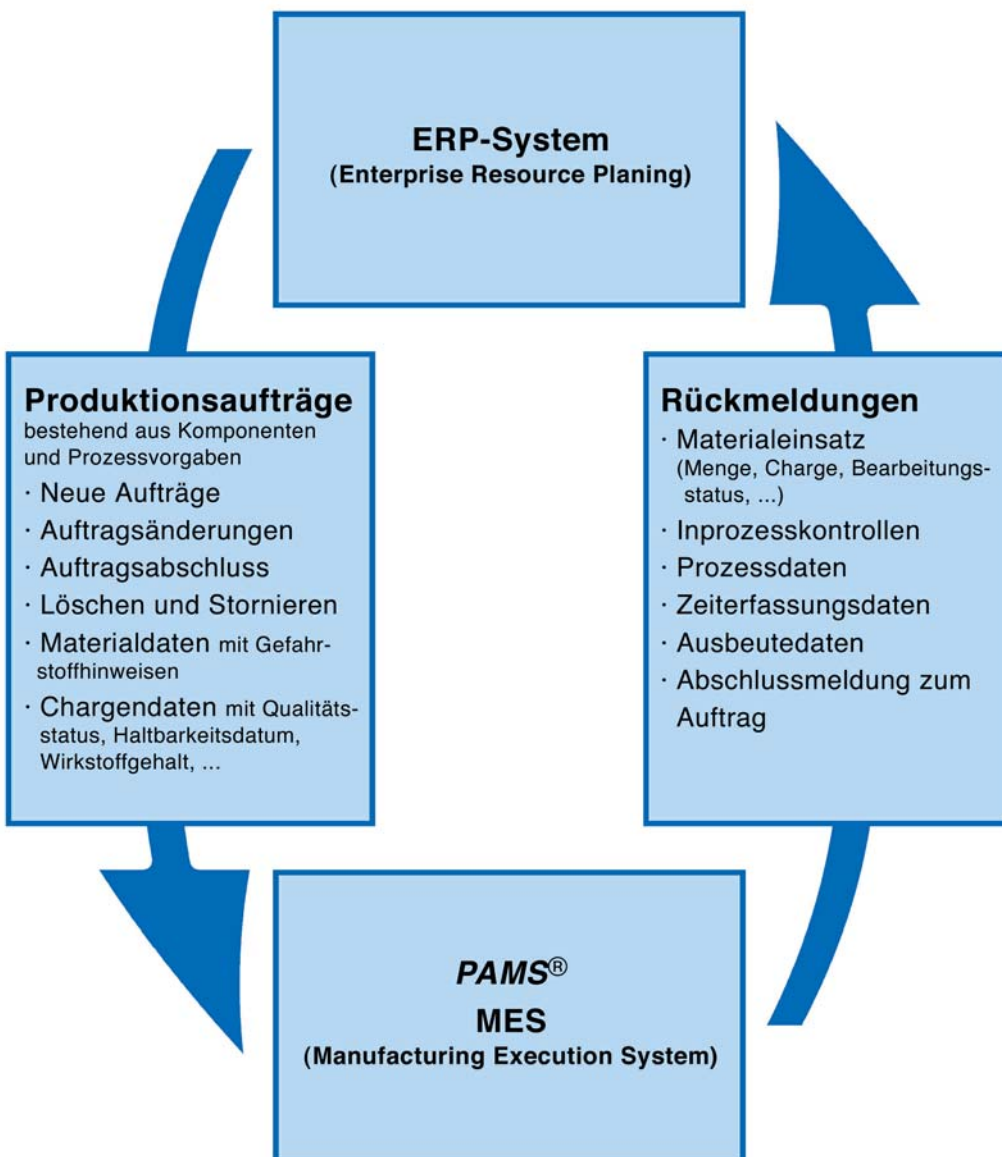 ERP-System
(Enterprise Resource Planing)
Produktionsaufträge
bestehend aus Komponenten
und Prozessvorgaben
· Neue Aufträge
· Auftragsänderungen
· Auftragsabschluss
· Löschen und Stornieren
· Materialdaten mit Gefahr-
stoffhinweisen
· Chargendaten mit Qualitäts-
status, Haltbarkeitsdatum,
Wirkstoffgehalt, ...
Rückmeldungen
· Materialeinsatz
(Menge, Charge, Bearbeitungs-
status, ...)
· Inprozesskontrollen
· Prozessdaten
· Zeiterfassungsdaten
· Ausbeutedaten
· Abschlussmeldung zum
Auftrag
PAMS®
MES
(Manufacturing Execution System)